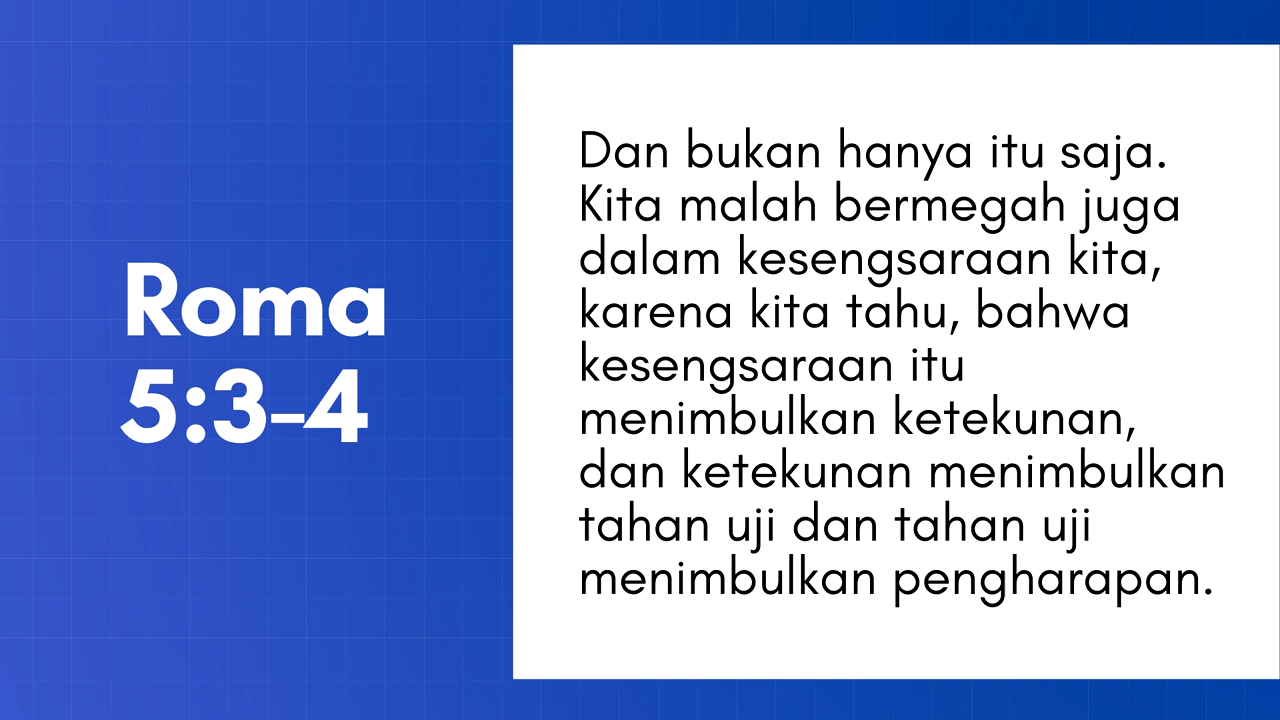 Roma
5:3-4
Dan bukan hanya itu saja.
Kita malah bermegah juga
dalam kesengsaraan kita,
karena kita tahu, bahwa
kesengsaraan itu
menimbulkan ketekunan,
dan ketekunan menimbulkan
tahan uji dan tahan uji
menimbulkan pengharapan.